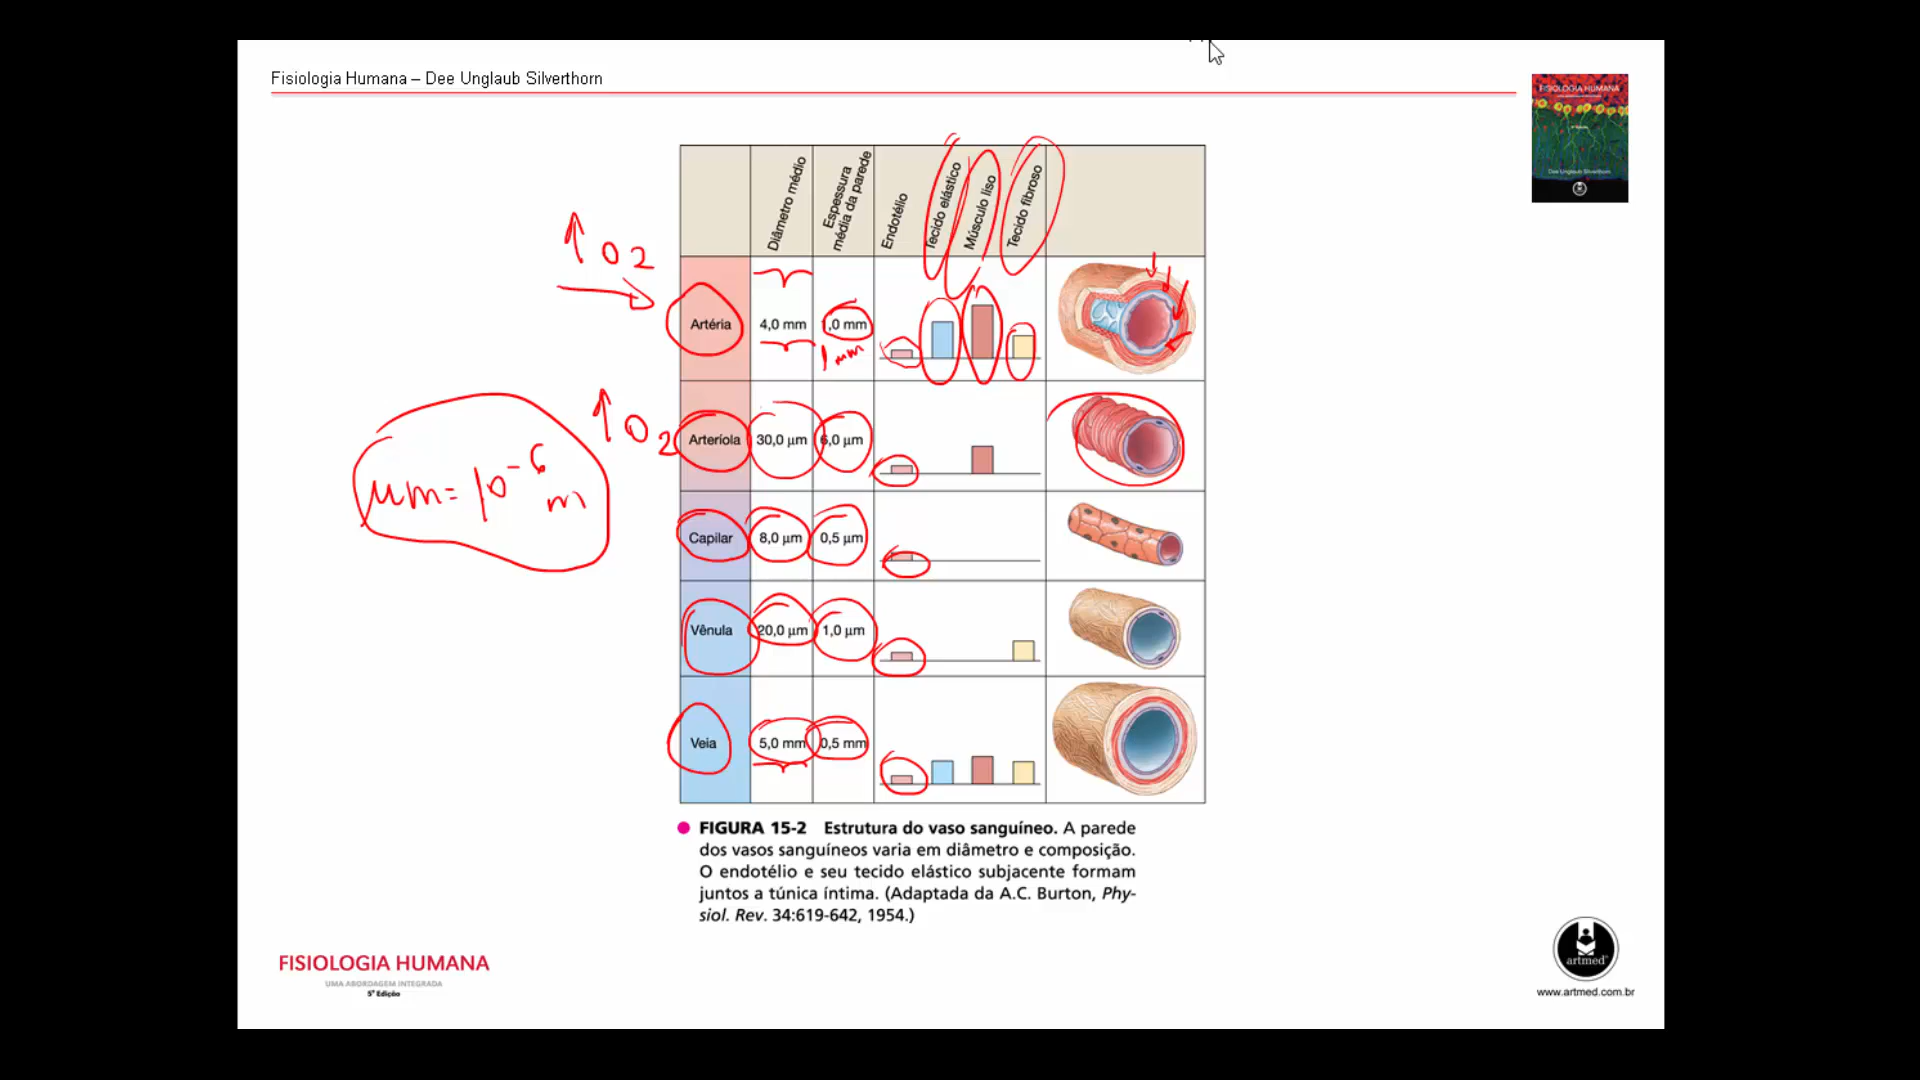 Fisiologia Humana – Dee Unglaub Silverthorn
FISIOLOGIA HUMANA
Dee Unglaub Silverthorn
Diâmetro médio
Espessura
média da parede
Endotélio
Tecido elástico
Músculo liso
Tecido fibroso
↑ O2
Artéria 4,0 mm 1,0 mm
1 mm
↑ O2
Arteríola 30,0 µm 6,0 µm
µm = 10⁻⁶ m
Capilar 8,0 µm 0,5 µm
Vênula 20,0 µm 1,0 µm
Veia 5,0 mm 0,5 mm
FIGURA 15-2 Estrutura do vaso sanguíneo. A parede
dos vasos sanguíneos varia em diâmetro e composição.
O endotélio e seu tecido elástico subjacente formam
juntos a túnica íntima. (Adaptada da A.C. Burton, Phy-
siol. Rev. 34:619-642, 1954.)
FISIOLOGIA HUMANA
UMA ABORDAGEM INTEGRADA
5ª Edição
artmed
www.artmed.com.br